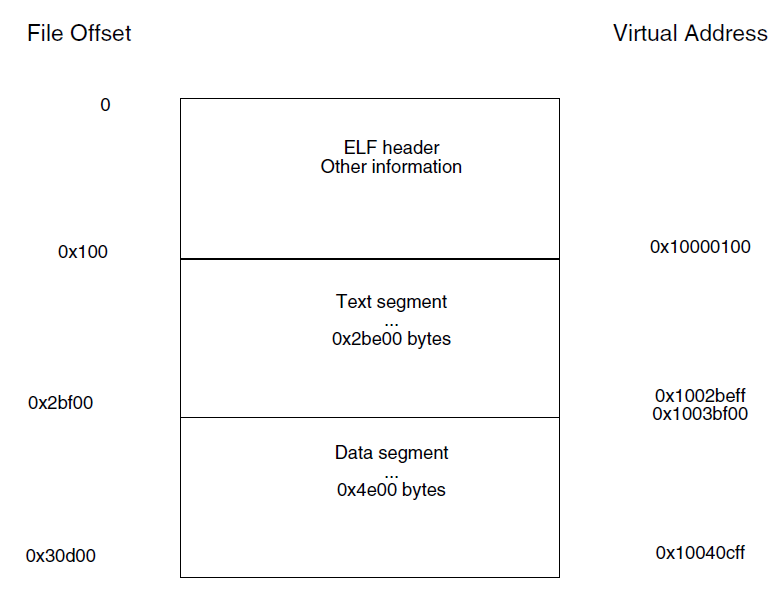 File Offset
Virtual Address
0
ELF header
Other information
0x100
0x10000100
Text segment
...
0x2be00 bytes
0x2bf00
0x1002beff
0x1003bf00
Data segment
...
0x4e00 bytes
0x30d00
0x10040cff